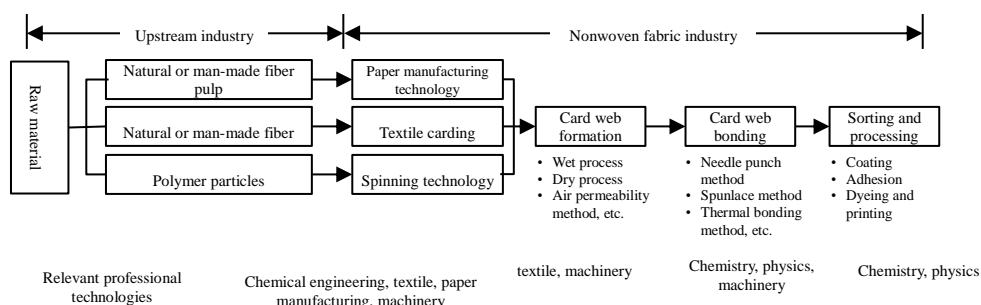 Upstream industry
Nonwoven fabric industry
Raw material
Natural or man-made fiber
pulp
Natural or man-made fiber
Polymer particles
Paper manufacturing
technology
Textile carding
Spinning technology
Card web
formation
• Wet process
• Dry process
• Air permeability
method, etc.
Card web
bonding
• Needle punch
method
• Spunlace method
• Thermal bonding
method, etc.
Sorting and
processing
• Coating
• Adhesion
• Dyeing and
printing
Relevant professional
technologies
Chemical engineering, textile, paper
manufacturing, machinery
textile, machinery
Chemistry, physics,
machinery
Chemistry, physics